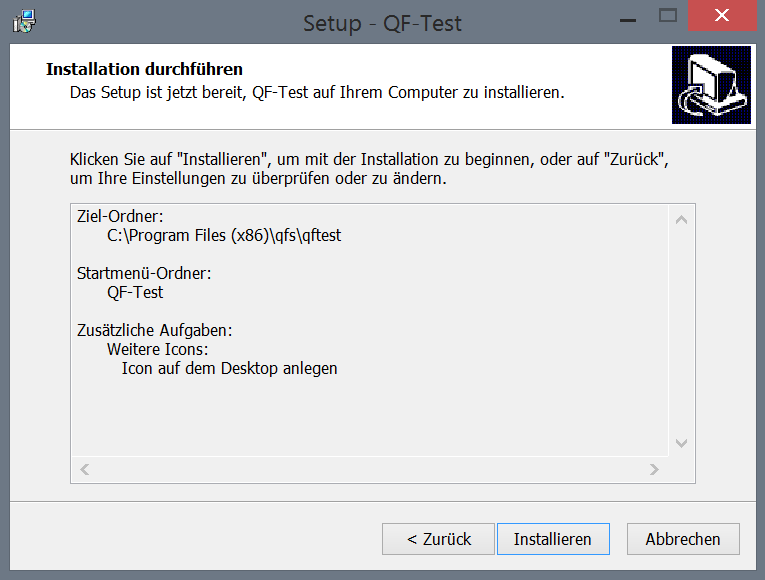 Setup - QF-Test
Installation durchführen
Das Setup ist jetzt bereit, QF-Test auf Ihrem Computer zu installieren.
Klicken Sie auf "Installieren", um mit der Installation zu beginnen, oder auf "Zurück",
um Ihre Einstellungen zu überprüfen oder zu ändern.
Ziel-Ordner:
C:\Program Files (x86)\qfs\qftest
Startmenü-Ordner:
QF-Test
Zusätzliche Aufgaben:
Weitere Icons:
Icon auf dem Desktop anlegen
< Zurück
Installieren
Abbrechen